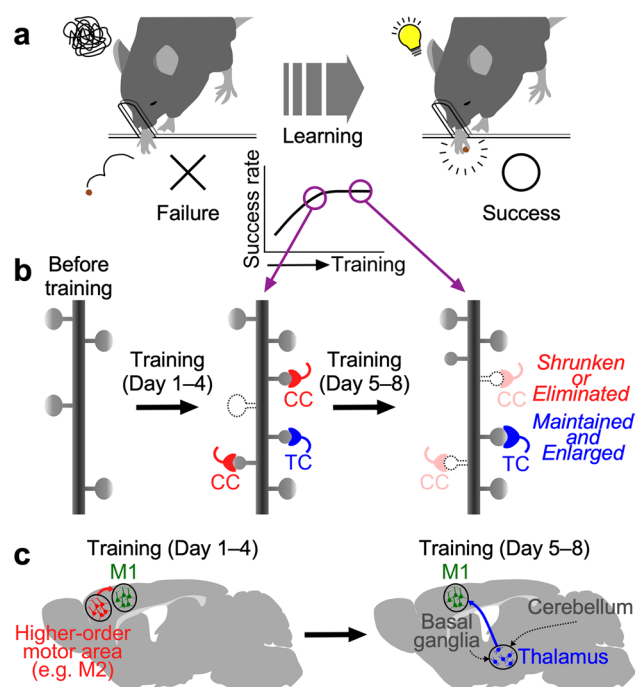 a
Learning
Failure
Success
Success rate
Training
b
Before
training
Training
(Day 1–4)
Training
(Day 5–8)
CC
TC
CC
Shrunken
or
Eliminated
CC
Maintained
and
Enlarged
TC
CC
c
Training (Day 1–4)
M1
Higher-order
motor area
(e.g. M2)
Training (Day 5–8)
M1
Cerebellum
Basal
ganglia
Thalamus